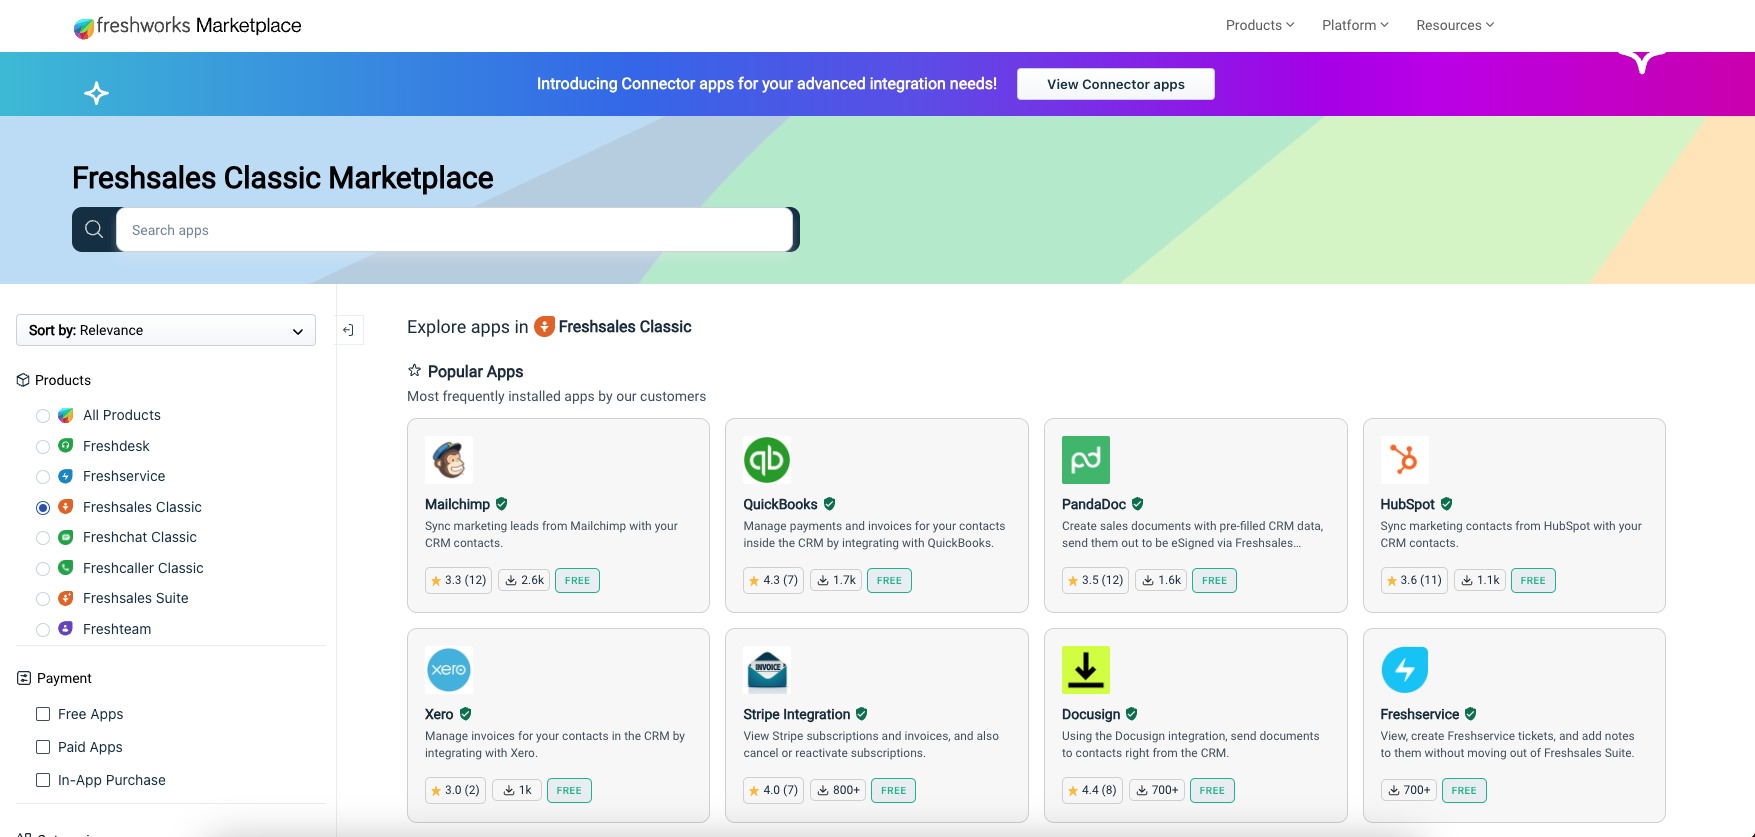 freshworks Marketplace
Products
Platform
Resources
Introducing Connector apps for your advanced integration needs!
View Connector apps
Freshsales Classic Marketplace
Search apps
Sort by: Relevance
Products
All Products
Freshdesk
Freshservice
Freshsales Classic
Freshchat Classic
Freshcaller Classic
Freshsales Suite
Freshteam
Payment
Free Apps
Paid Apps
In-App Purchase
Explore apps in Freshsales Classic
Popular Apps
Most frequently installed apps by our customers
Mailchimp
Sync marketing leads from Mailchimp with your
CRM contacts.
3.3 (12) 2.6k FREE
qb
QuickBooks
Manage payments and invoices for your contacts
inside the CRM by integrating with QuickBooks.
4.3 (7) 1.7k FREE
pd
PandaDoc
Create sales documents with pre-filled CRM data,
send them out to be eSigned via Freshsales...
3.5 (12) 1.6k FREE
HubSpot
Sync marketing contacts from HubSpot with your
CRM contacts.
3.6 (11) 1.1k FREE
xero
Xero
Manage invoices for your contacts in the CRM by
integrating with Xero.
3.0 (2) 1k FREE
INVOICE
Stripe Integration
View Stripe subscriptions and invoices, and also
cancel or reactivate subscriptions.
4.0 (7) 800+ FREE
Docusign
Using the Docusign integration, send documents
to contacts right from the CRM.
4.4 (8) 700+ FREE
Freshservice
View, create Freshservice tickets, and add notes
to them without moving out of Freshsales Suite.
700+ FREE